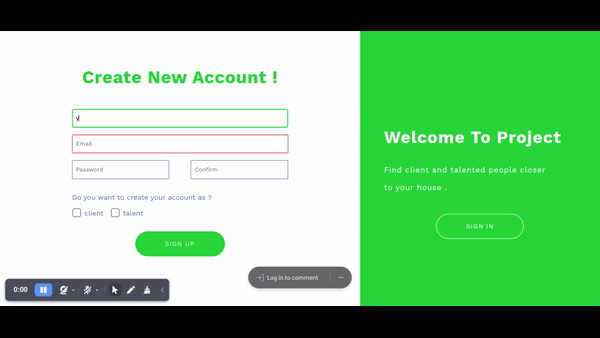 Create New Account !
y
Email
Password
Confirm
Do you want to create your account as ?
client
talent
SIGN UP
Welcome To Project
Find client and talented people closer
to your house .
SIGN IN
Log in to comment
0:00